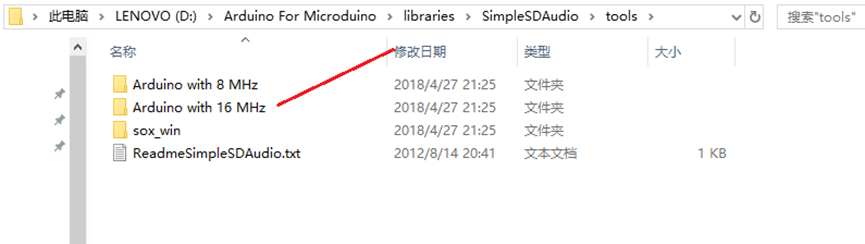 此电脑 > LENOVO (D:) > Arduino For Microduino > libraries > SimpleSDAudio > tools >
搜索"tools"
名称 修改日期 类型 大小
Arduino with 8 MHz 2018/4/27 21:25 文件夹
Arduino with 16 MHz 2018/4/27 21:25 文件夹
sox_win 2018/4/27 21:25 文件夹
ReadmeSimpleSDAudio.txt 2012/8/14 20:41 文本文档 1 KB